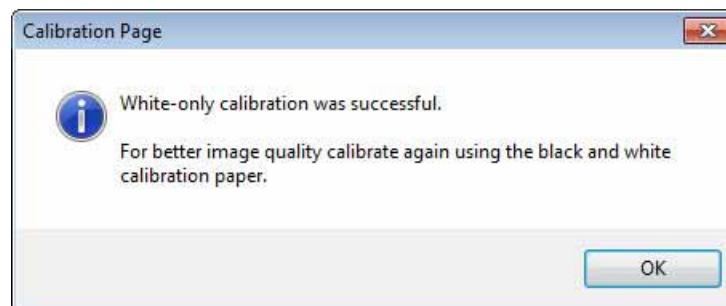 Calibration Page
White-only calibration was successful.
For better image quality calibrate again using the black and white
calibration paper.
OK